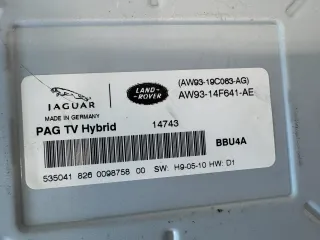 JAGUAR
LAND-
ROVER
(AW93-19C063-AG)
AW93-14F641-AE
MADE IN GERMANY
PAG TV Hybrid 14743
BBU4A
535041 826 0098758 00 SW: H9-05-10 HW: D1